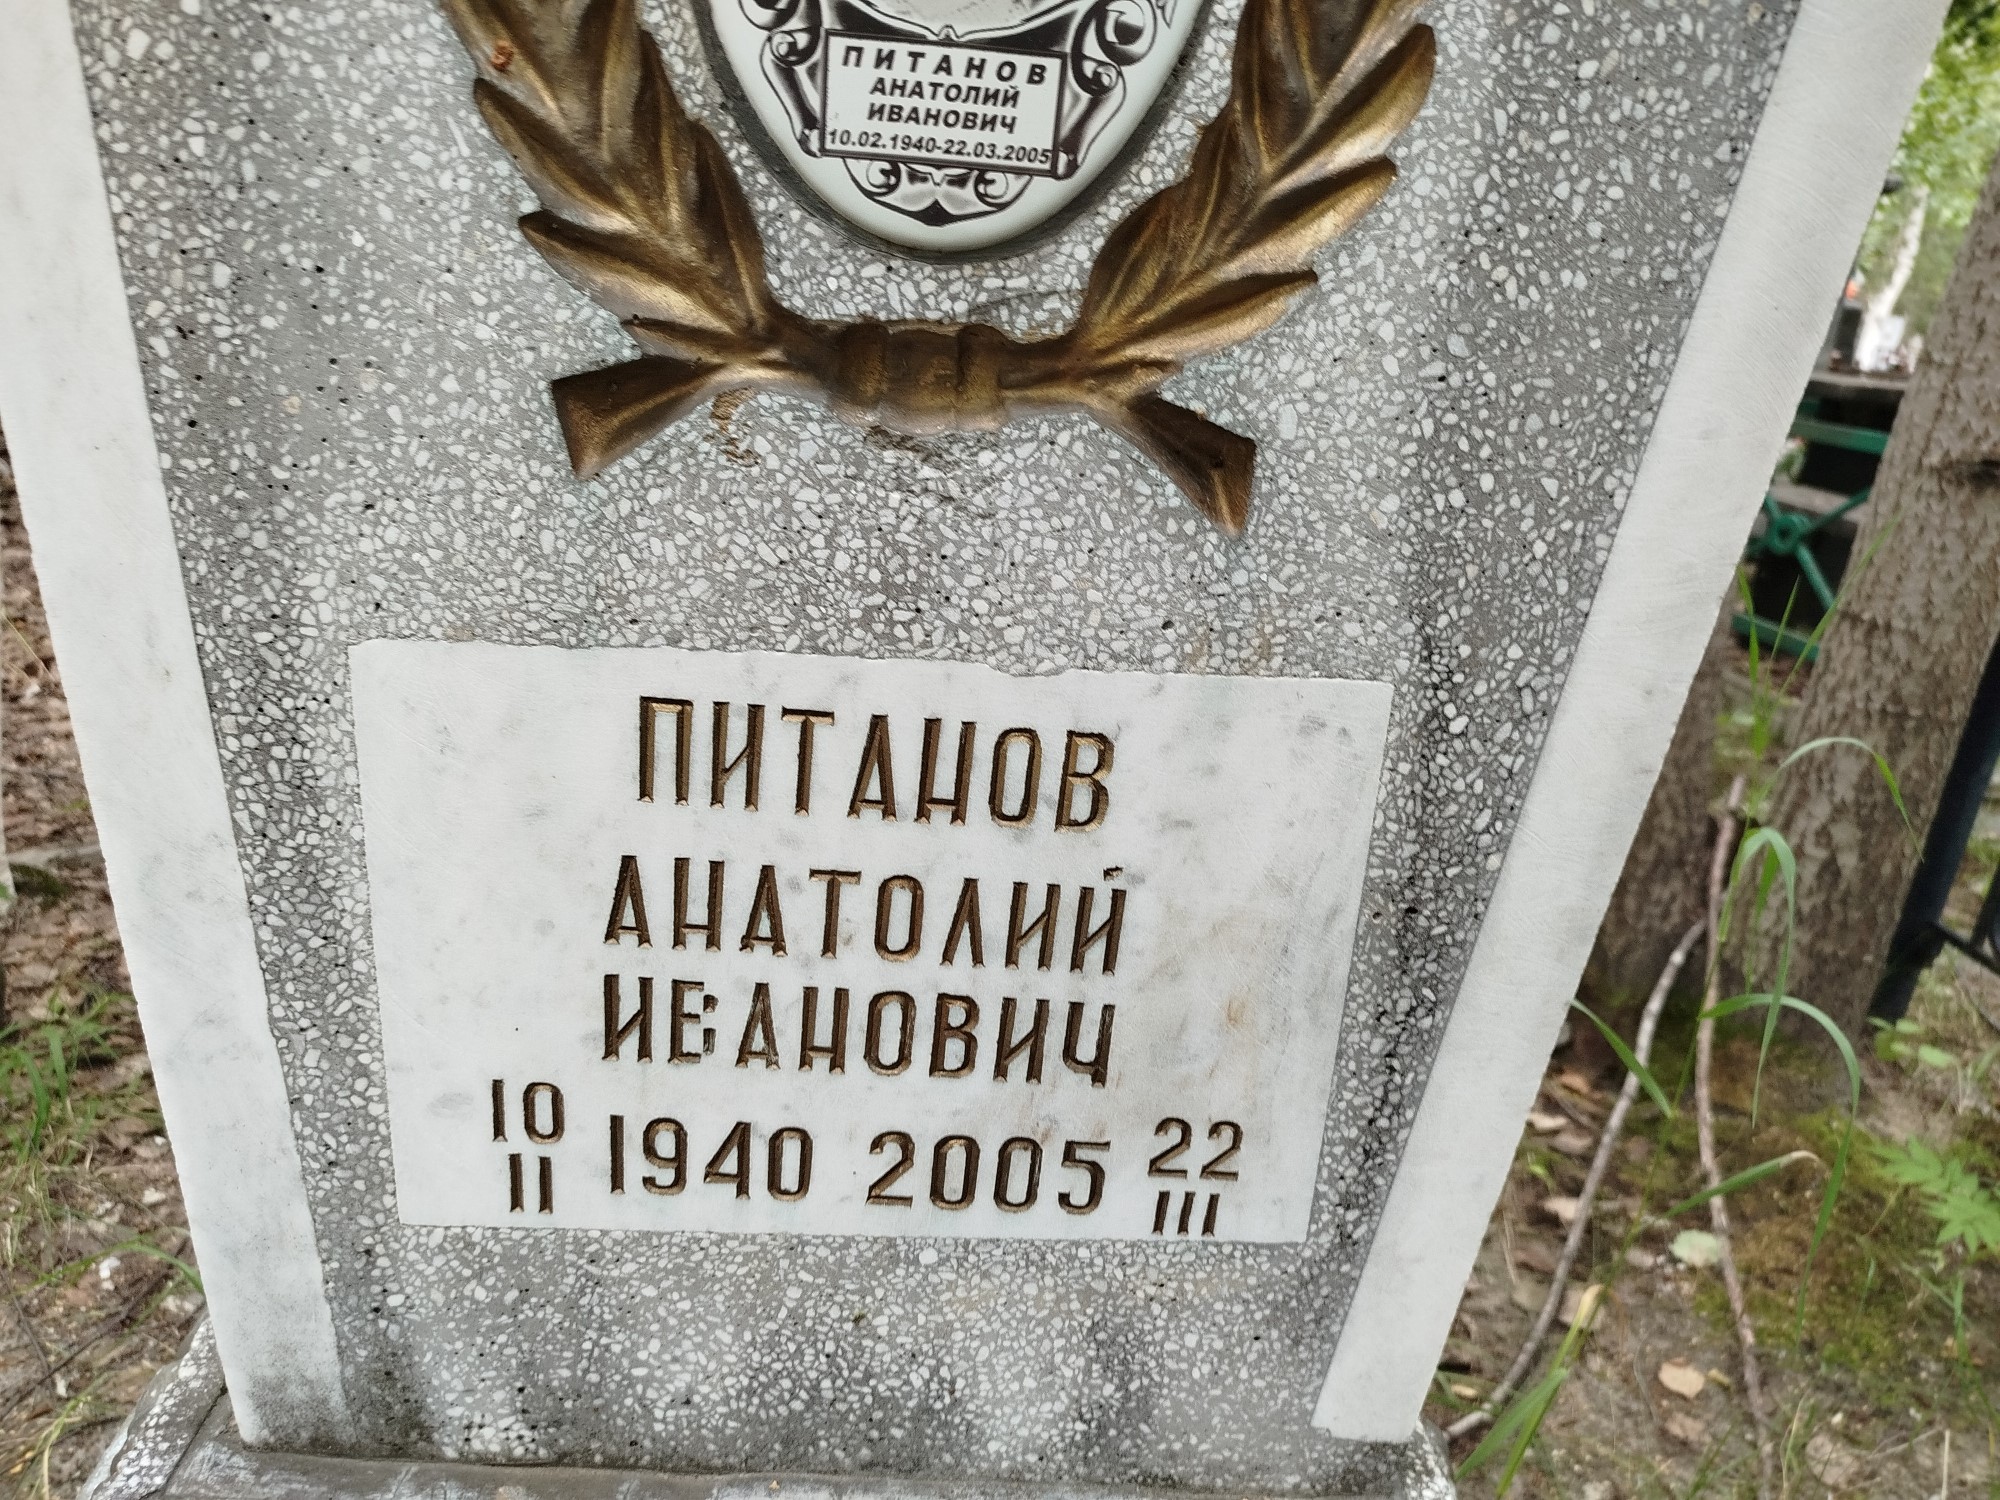 ПИТАНОВ
АНАТОЛИЙ
ИВАНОВИЧ
10.02.1940-22.03.2005
ПИТАНОВ
АНАТОЛИЙ
ИВАНОВИЧ
10 II 1940 2005 22 III